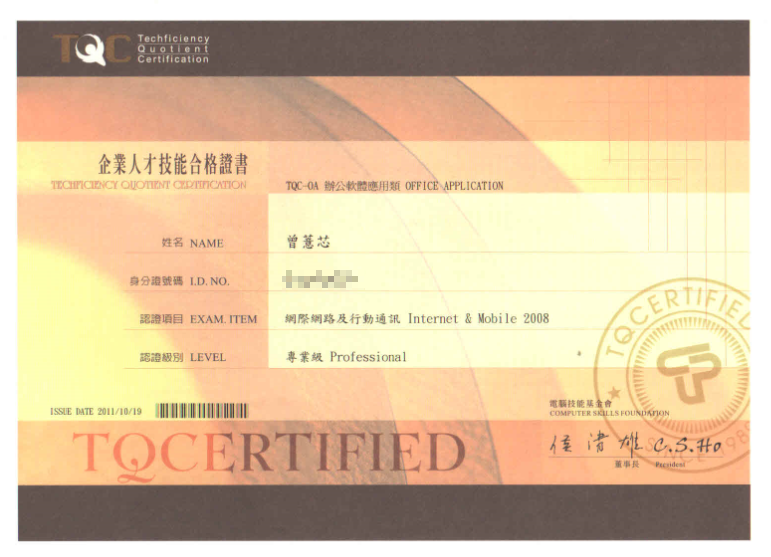 TQC Techficiency
Quotient
Certification
企業人才技能合格證書
TECHFICIENCY QUOTIENT CERTIFICATION
TQC-OA 辦公軟體應用類 OFFICE APPLICATION
姓名 NAME 曾蕙芯
身分證號碼 I.D. NO.
認證項目 EXAM. ITEM 網際網路及行動通訊 Internet & Mobile 2008
認證級別 LEVEL 專業級 Professional
TQCERTIFIED
ISSUE DATE 2011/10/19
電腦技能基金會
COMPUTER SKILLS FOUNDATION
TQCERTIFIED
C.S.Ho
董事長 President